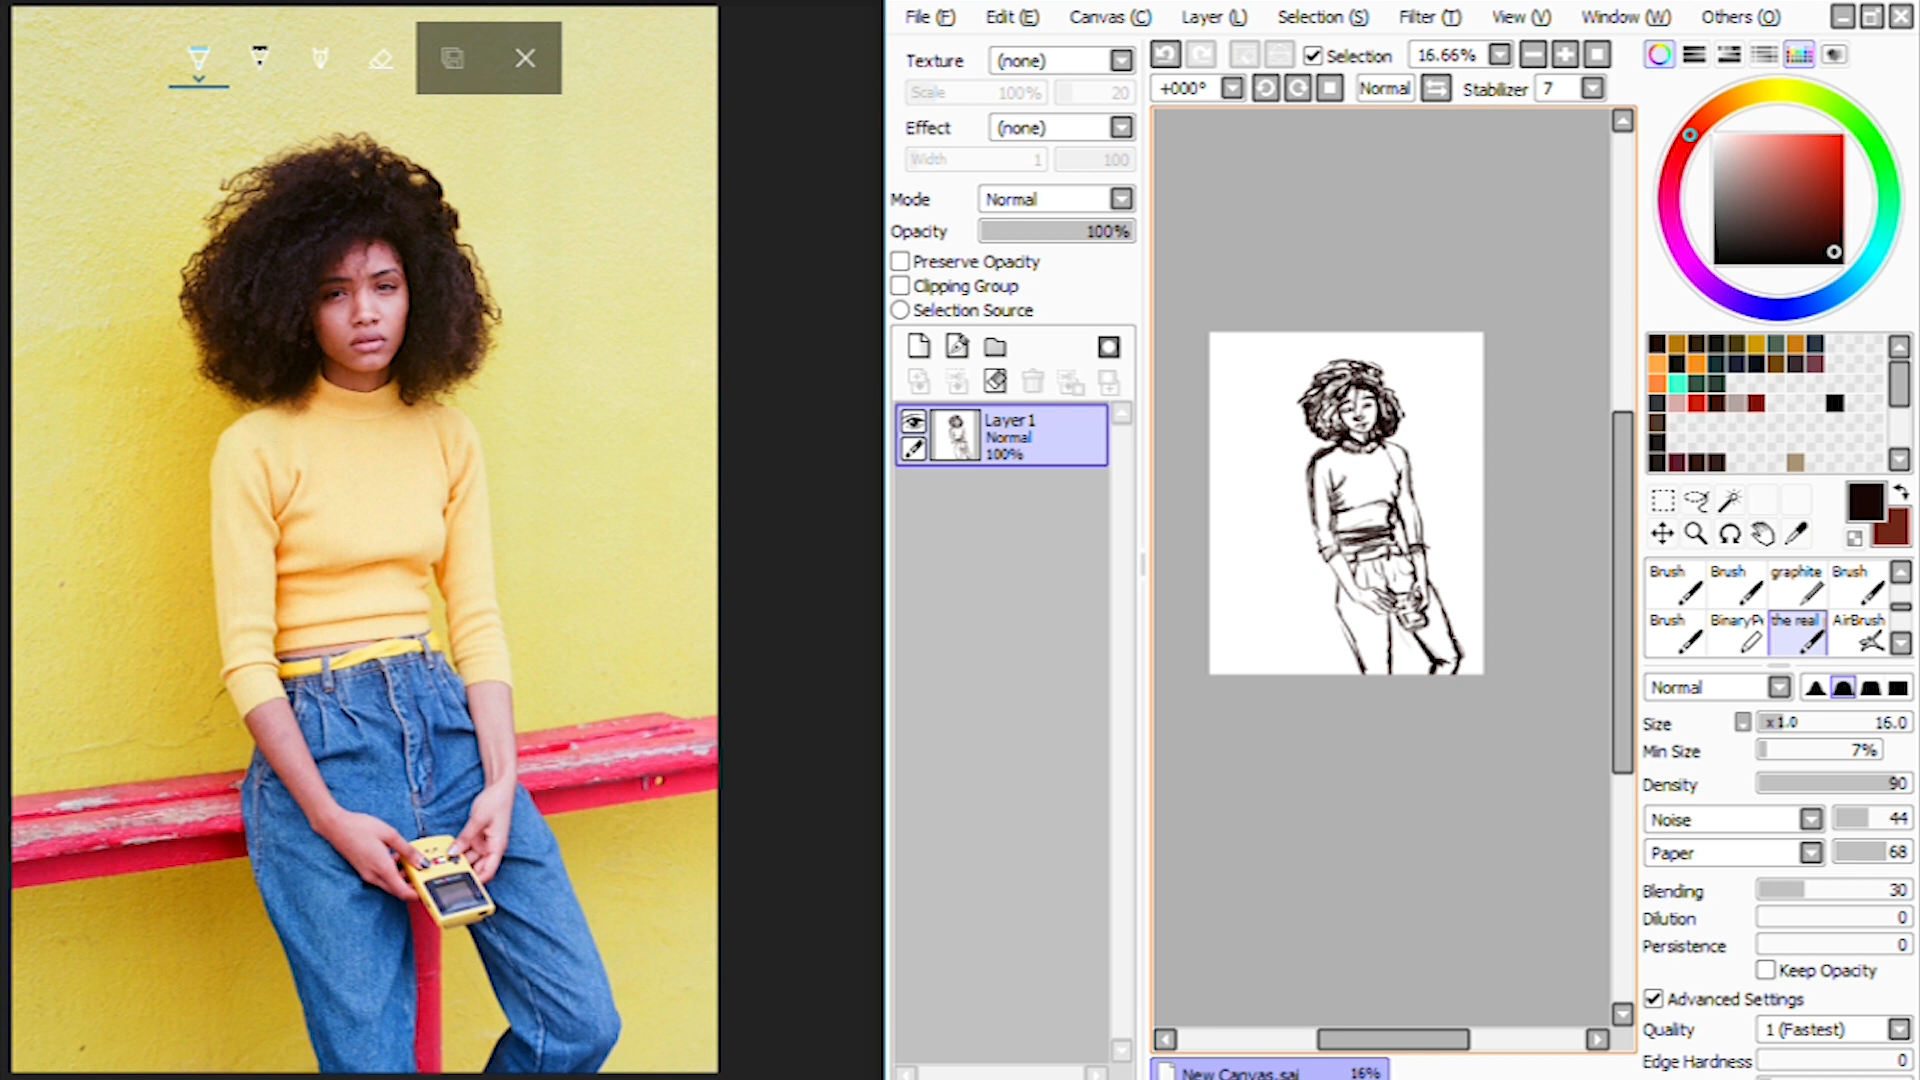 File (F) Edit (E) Canvas (C) Layer (L) Selection (S) Filter (T) View (V) Window (W) Others (O)
Texture (none)
Scale 100% 20
Effect (none)
Width 1 100
Mode Normal
Opacity 100%
Preserve Opacity
Clipping Group
Selection Source
Layer1
Normal
100%
Selection 16.66%
+000° Normal Stabilizer 7
New Canvas.sai 16%
Brush Brush graphite Brush
Brush BinaryPe the real AirBrush
Normal
Size x1.0 16.0
Min Size 7%
Density 90
Noise 44
Paper 68
Blending 30
Dilution 0
Persistence 0
Keep Opacity
Advanced Settings
Quality 1 (Fastest)
Edge Hardness 0